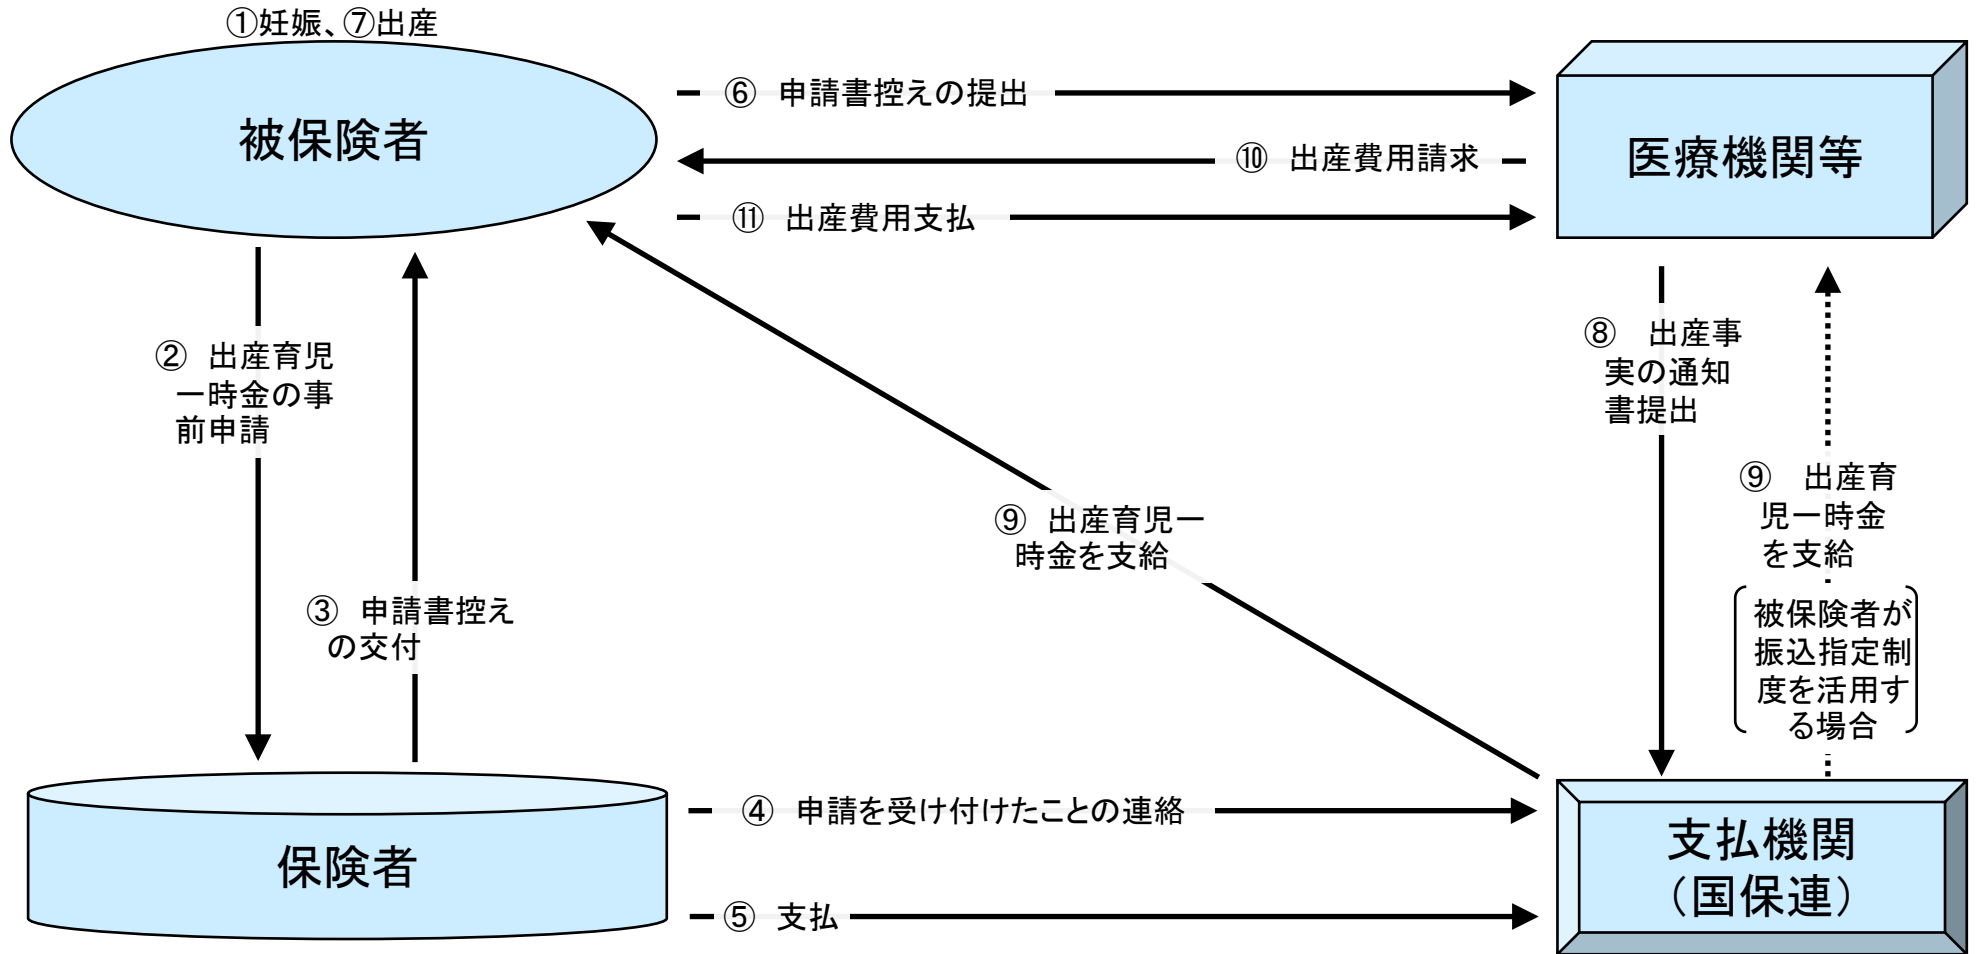 ①妊娠、⑦出産
被保険者
⑥ 申請書控えの提出
⑩ 出産費用請求
⑪ 出産費用支払
医療機関等
② 出産育児
一時金の事
前申請
③ 申請書控え
の交付
⑨ 出産育児一
時金を支給
⑧ 出産事
実の通知
書提出
⑨ 出産育
児一時金
を支給
被保険者が
振込指定制
度を活用す
る場合
保険者
④ 申請を受け付けたことの連絡
⑤ 支払
支払機関
（国保連）